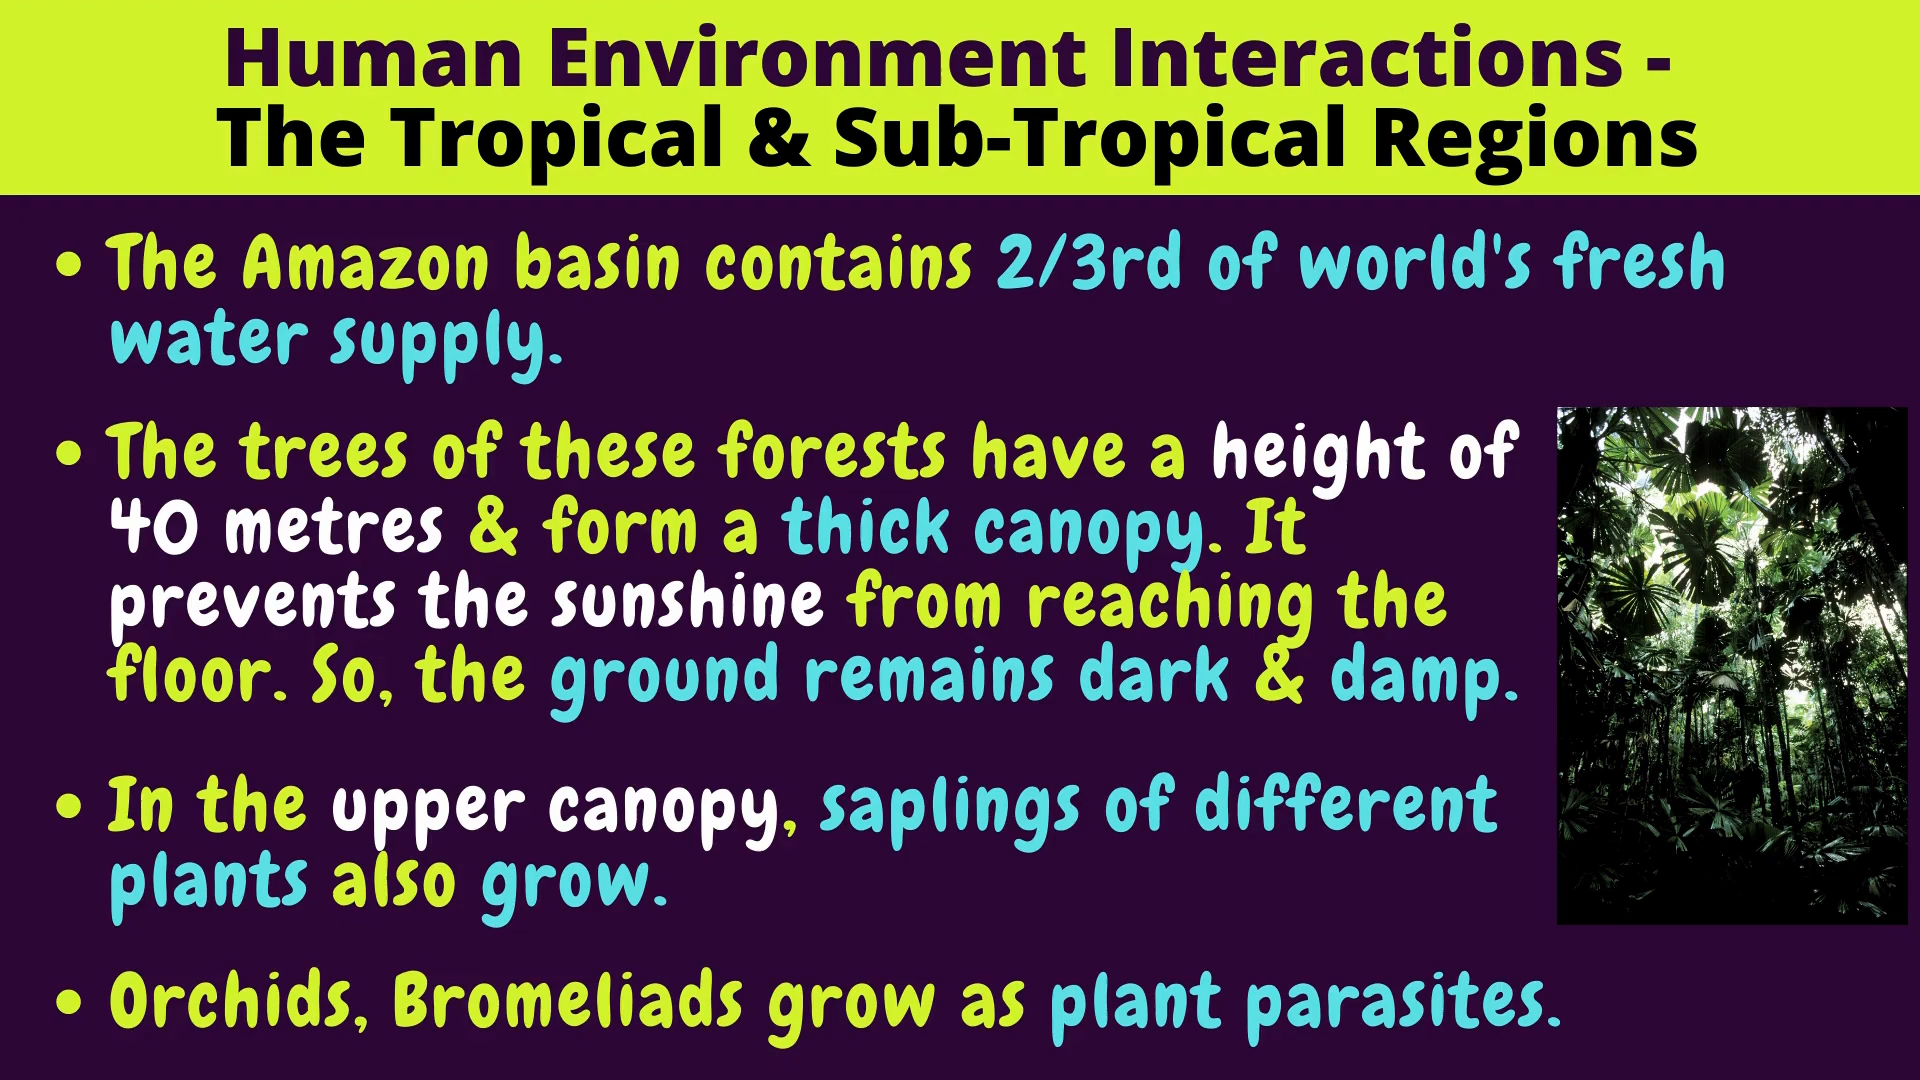 Human Environment Interactions -
The Tropical & Sub-Tropical Regions
• The Amazon basin contains 2/3rd of world's fresh
water supply.
• The trees of these forests have a height of
40 metres & form a thick canopy. It
prevents the sunshine from reaching the
floor. So, the ground remains dark & damp.
• In the upper canopy, saplings of different
plants also grow.
• Orchids, Bromeliads grow as plant parasites.